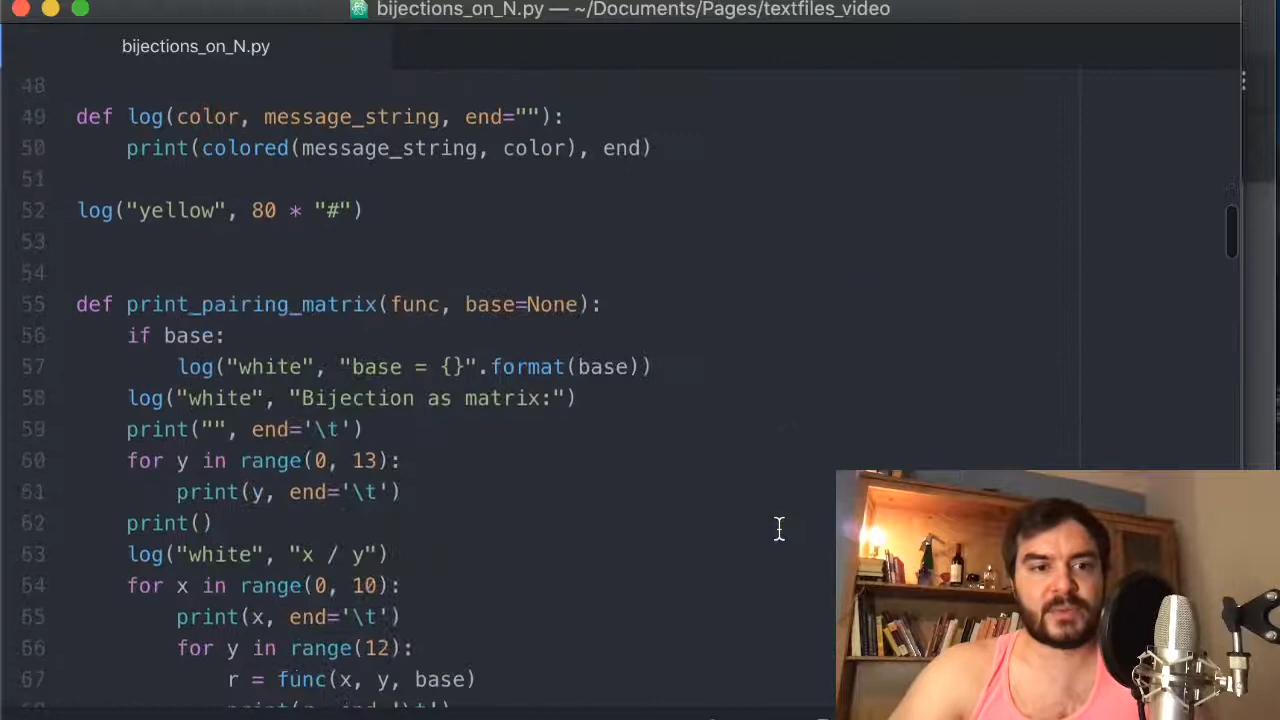 bijections_on_N.py — ~/Documents/Pages/textfiles_video
bijections_on_N.py
48
49 def log(color, message_string, end=""):
50 print(colored(message_string, color), end)
51
52 log("yellow", 80 * "#")
53
54
55 def print_pairing_matrix(func, base=None):
56 if base:
57 log("white", "base = {}".format(base))
58 log("white", "Bijection as matrix:")
59 print("", end='\t')
60 for y in range(0, 13):
61 print(y, end='\t')
62 print()
63 log("white", "x / y")
64 for x in range(0, 10):
65 print(x, end='\t')
66 for y in range(12):
67 r = func(x, y, base)